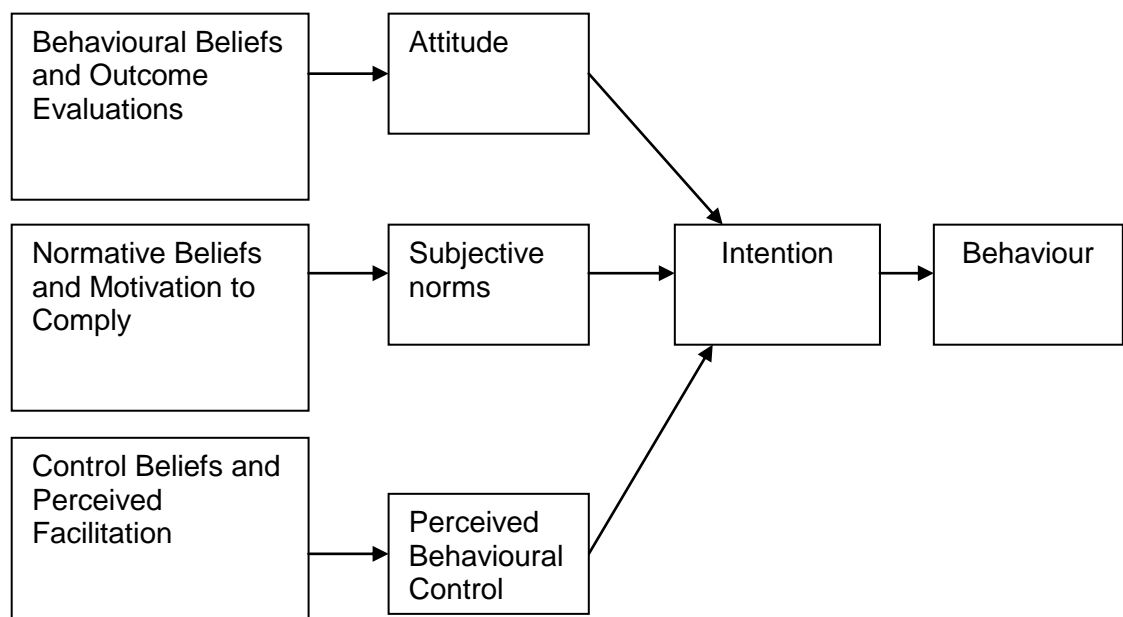 Behavioural Beliefs
and Outcome
Evaluations
Attitude
Normative Beliefs
and Motivation to
Comply
Subjective
norms
Intention
Behaviour
Control Beliefs and
Perceived
Facilitation
Perceived
Behavioural
Control